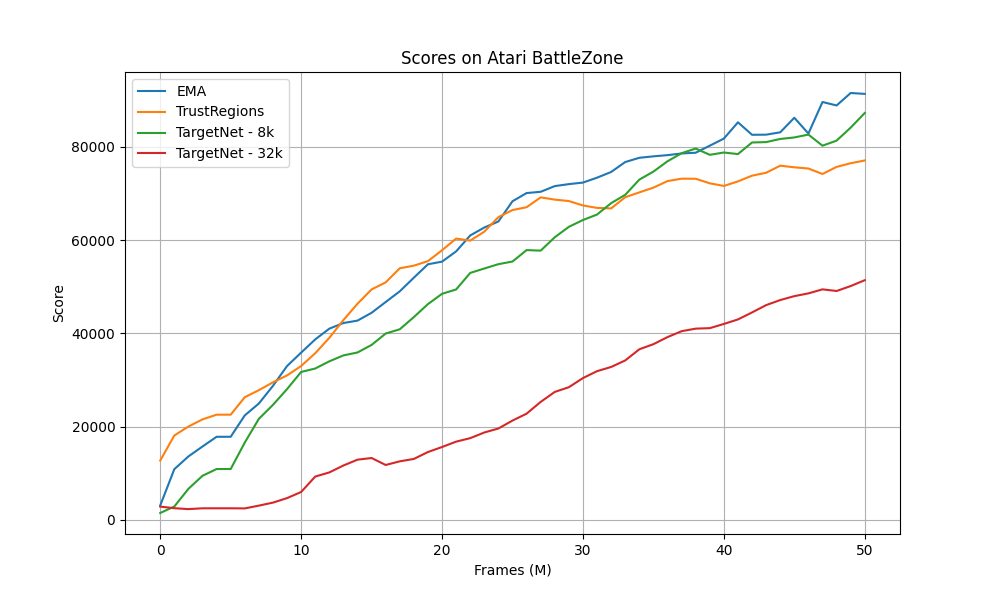 Scores on Atari BattleZone
EMA
TrustRegions
TargetNet - 8k
TargetNet - 32k
80000
60000
40000
20000
0
Score
0 10 20 30 40 50
Frames (M)